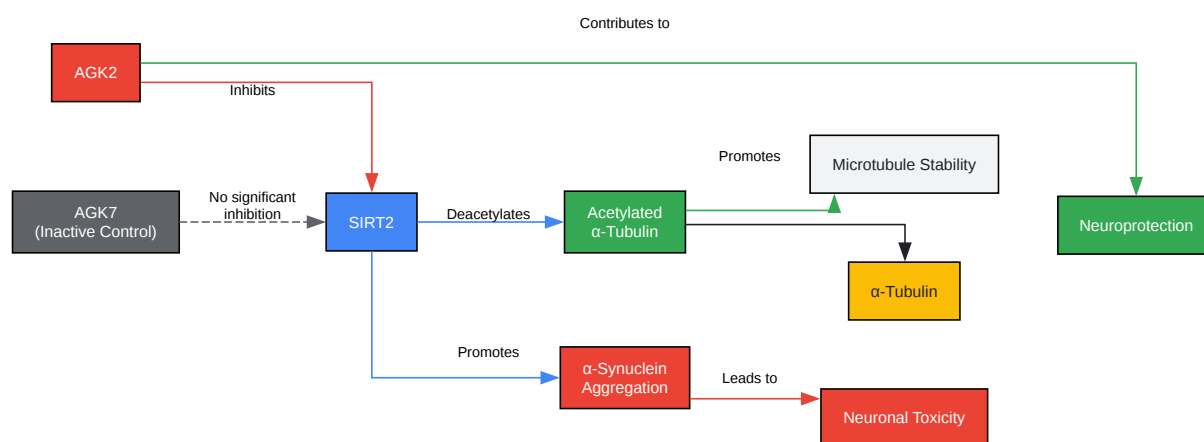 Contributes to
AGK2
Inhibits
Promotes
Microtubule Stability
AGK7
(Inactive Control)
No significant
inhibition
SIRT2
Deacetylates
Acetylated
α-Tubulin
Neuroprotection
α-Tubulin
Promotes
α-Synuclein
Aggregation
Leads to
Neuronal Toxicity